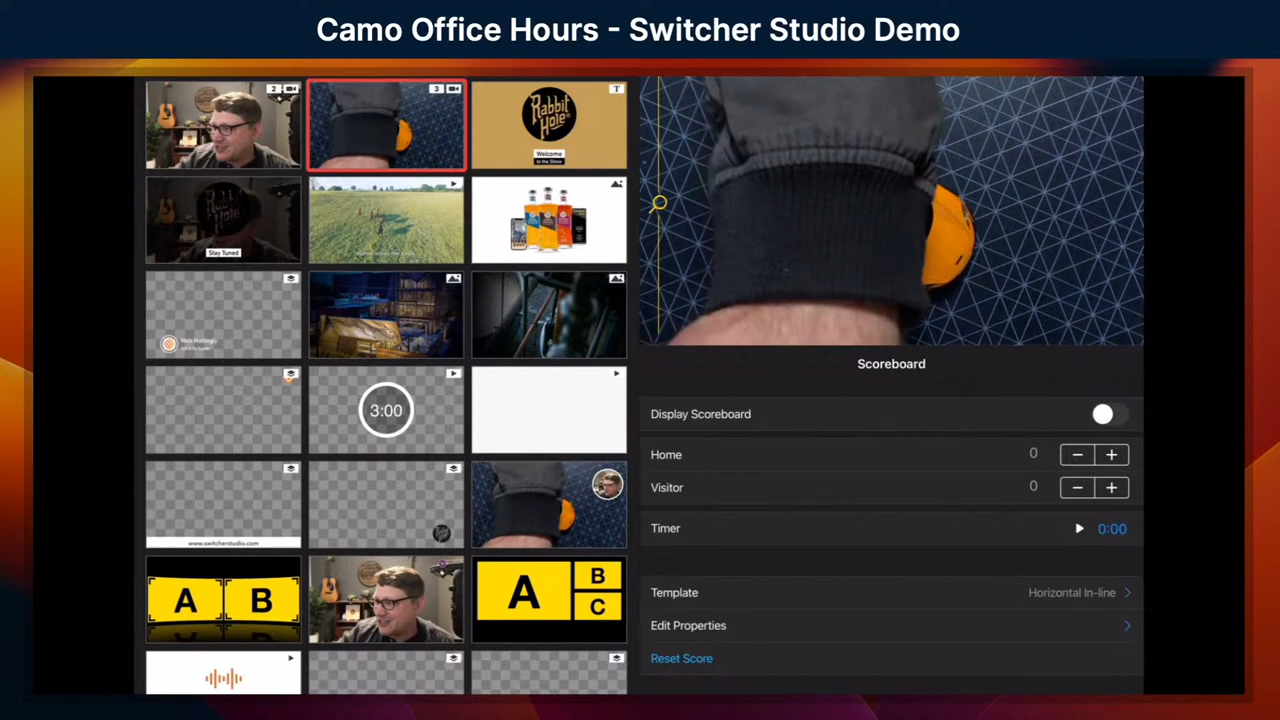 Camo Office Hours - Switcher Studio Demo
2
3
T
Rabbit
Hole
Welcome
to the Show
Rabbit
Hole
Stay Tuned
3:00
www.switcherstudio.com
A
B
A
B
C
Scoreboard
Display Scoreboard
Home
0
−
+
Visitor
0
−
+
Timer
0:00
Template
Horizontal In-line
Edit Properties
Reset Score